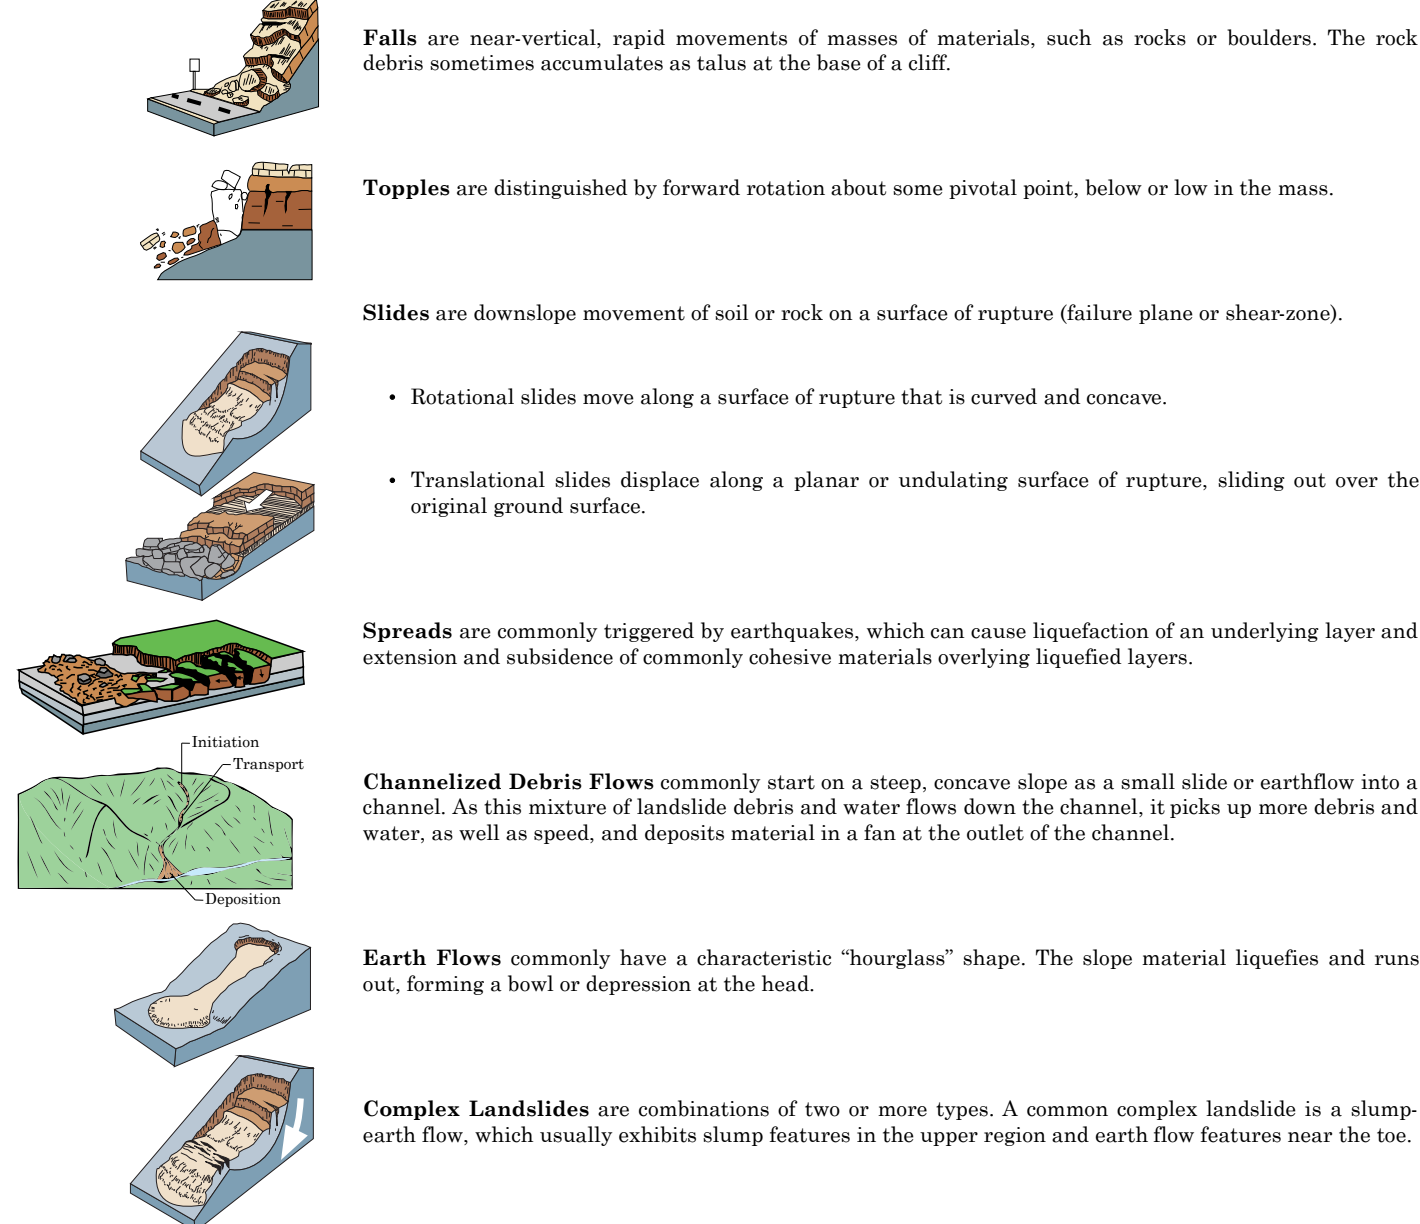 Falls are near-vertical, rapid movements of masses of materials, such as rocks or boulders. The rock
debris sometimes accumulates as talus at the base of a cliff.
Topples are distinguished by forward rotation about some pivotal point, below or low in the mass.
Slides are downslope movement of soil or rock on a surface of rupture (failure plane or shear-zone).
• Rotational slides move along a surface of rupture that is curved and concave.
• Translational slides displace along a planar or undulating surface of rupture, sliding out over the
original ground surface.
Spreads are commonly triggered by earthquakes, which can cause liquefaction of an underlying layer and
extension and subsidence of commonly cohesive materials overlying liquefied layers.
Initiation
Transport
Deposition
Channelized Debris Flows commonly start on a steep, concave slope as a small slide or earthflow into a
channel. As this mixture of landslide debris and water flows down the channel, it picks up more debris and
water, as well as speed, and deposits material in a fan at the outlet of the channel.
Earth Flows commonly have a characteristic “hourglass” shape. The slope material liquefies and runs
out, forming a bowl or depression at the head.
Complex Landslides are combinations of two or more types. A common complex landslide is a slump-
earth flow, which usually exhibits slump features in the upper region and earth flow features near the toe.